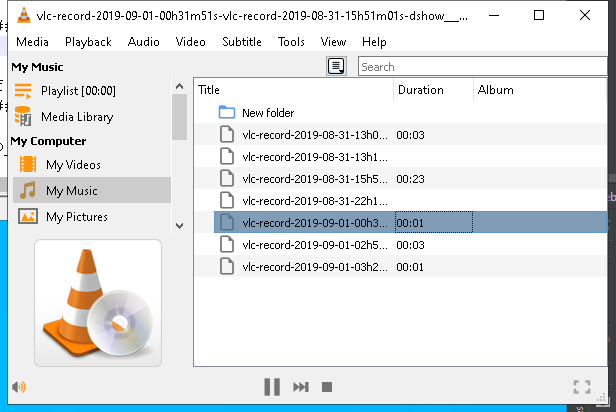 vlc-record-2019-09-01-00h31m51s-vlc-record-2019-08-31-15h51m01s-dshow__...
Media Playback Audio Video Subtitle Tools View Help
My Music
Search
Playlist [00:00]
Media Library
My Computer
My Videos
My Music
My Pictures
Title Duration Album
New folder
vlc-record-2019-08-31-13h0... 00:03
vlc-record-2019-08-31-13h1...
vlc-record-2019-08-31-15h5... 00:23
vlc-record-2019-08-31-22h1...
vlc-record-2019-09-01-00h3... 00:01
vlc-record-2019-09-01-02h5... 00:03
vlc-record-2019-09-01-03h2... 00:01